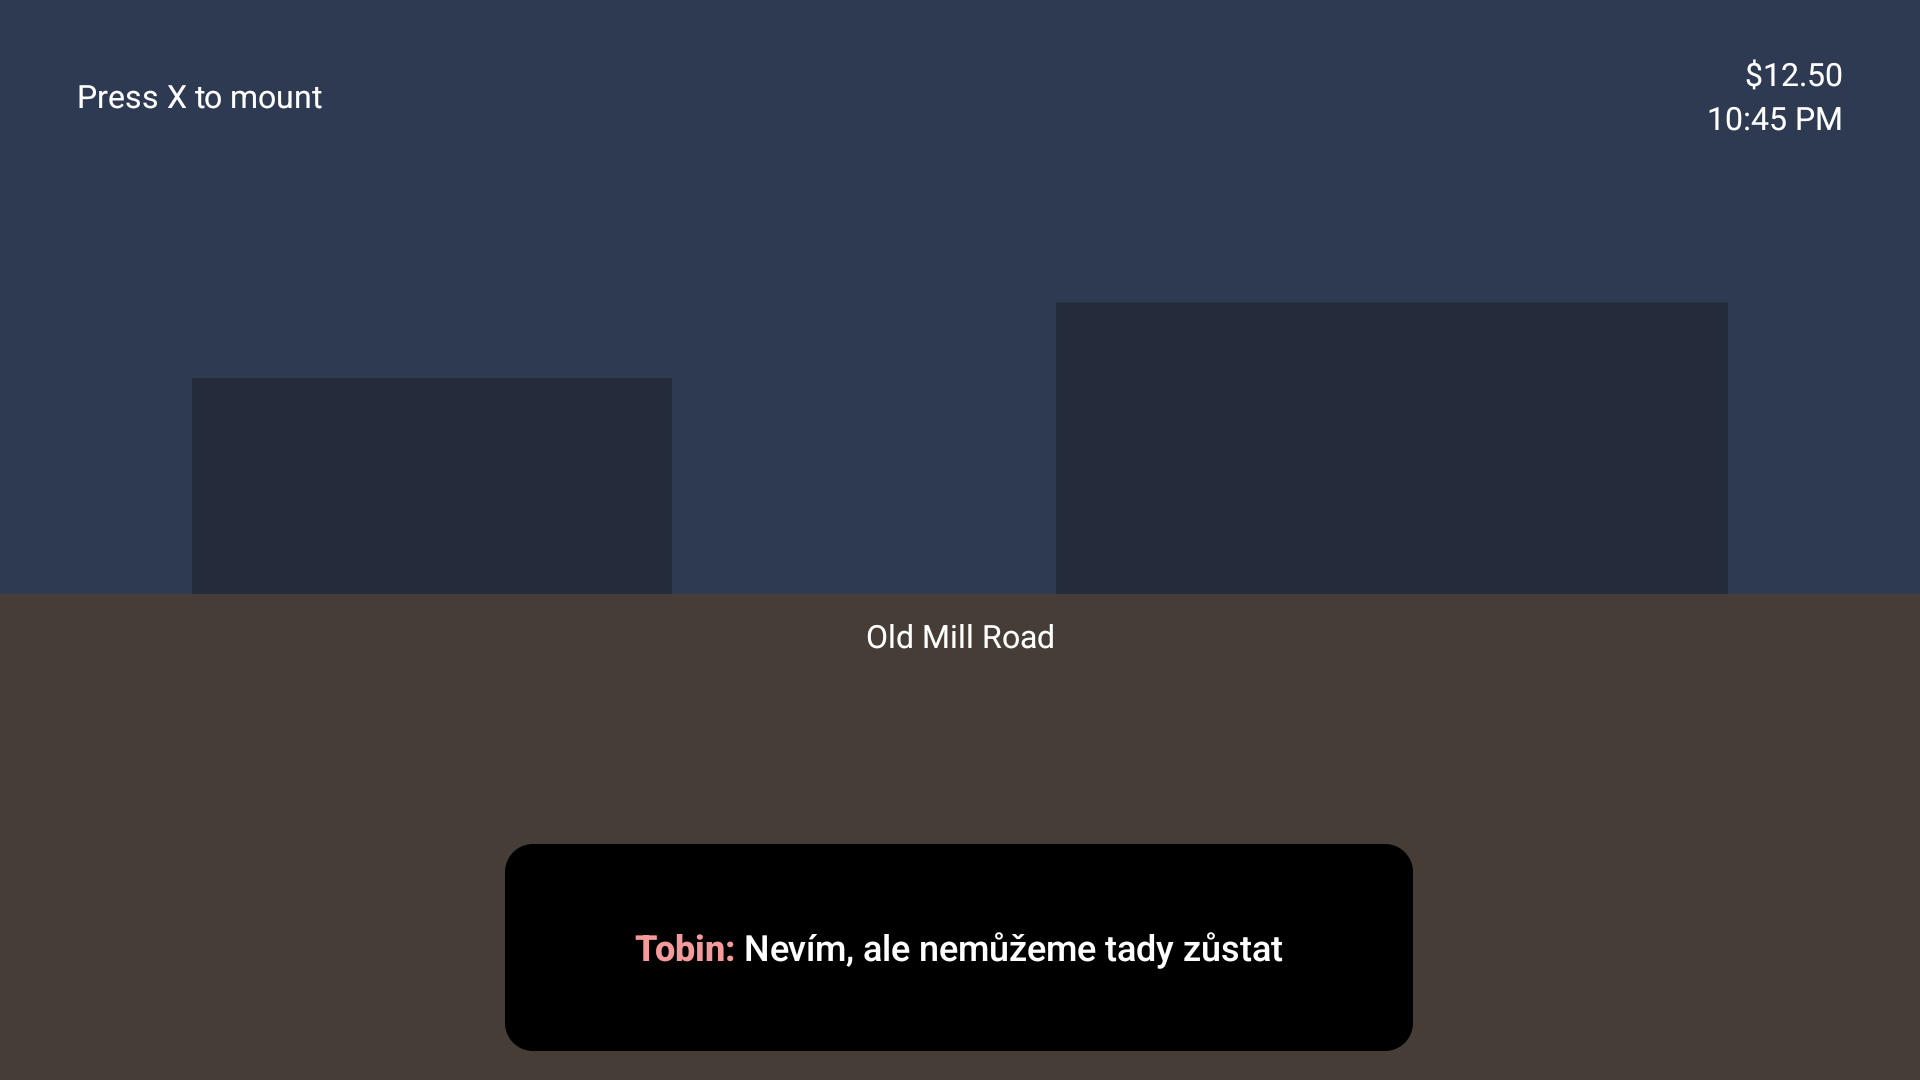 Press X to mount
$12.50
10:45 PM
Old Mill Road
Tobin: Nevím, ale nemůžeme tady zůstat